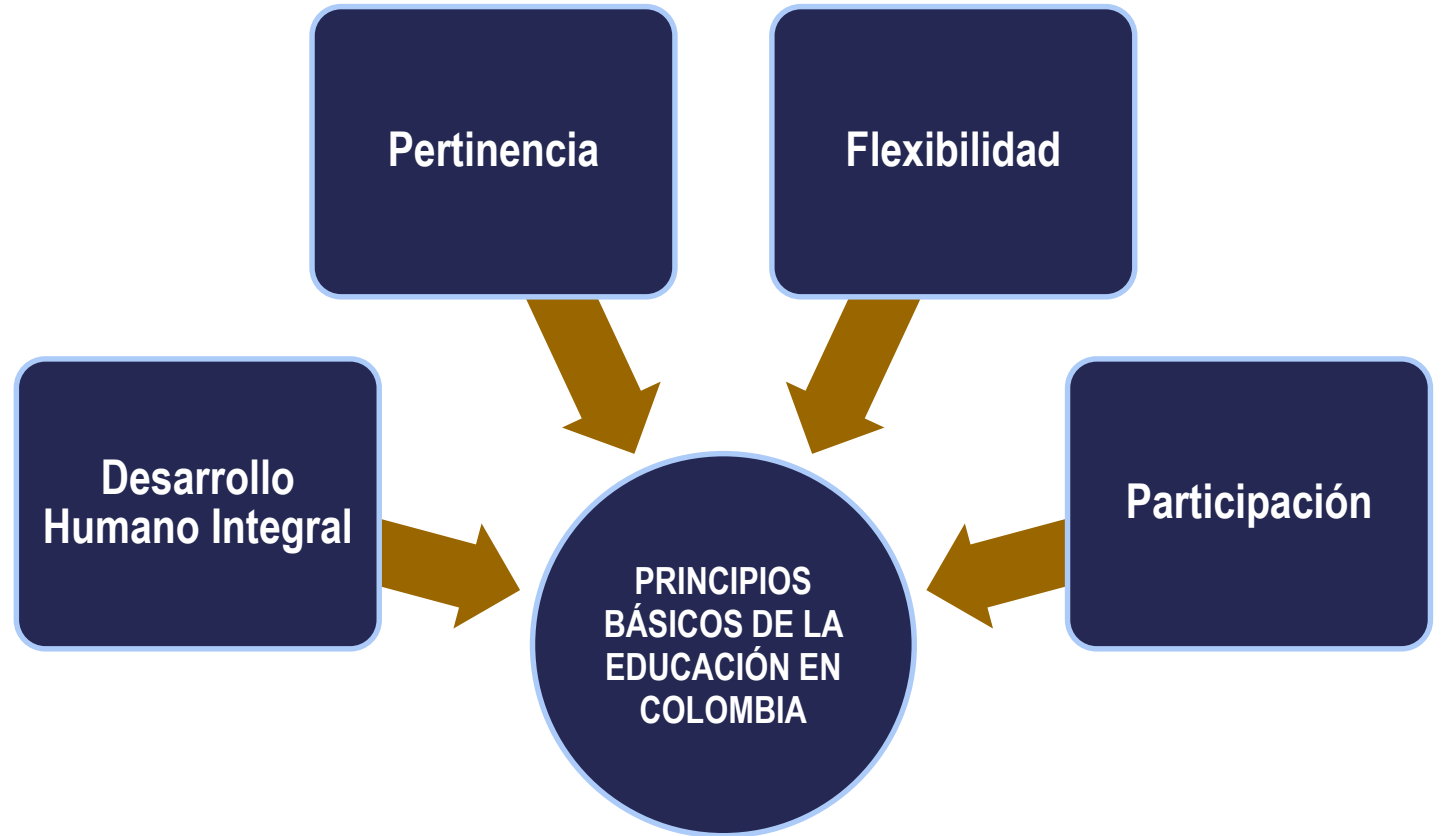 Pertinencia
Flexibilidad
Desarrollo
Humano Integral
Participación
PRINCIPIOS
BÁSICOS DE LA
EDUCACIÓN EN
COLOMBIA